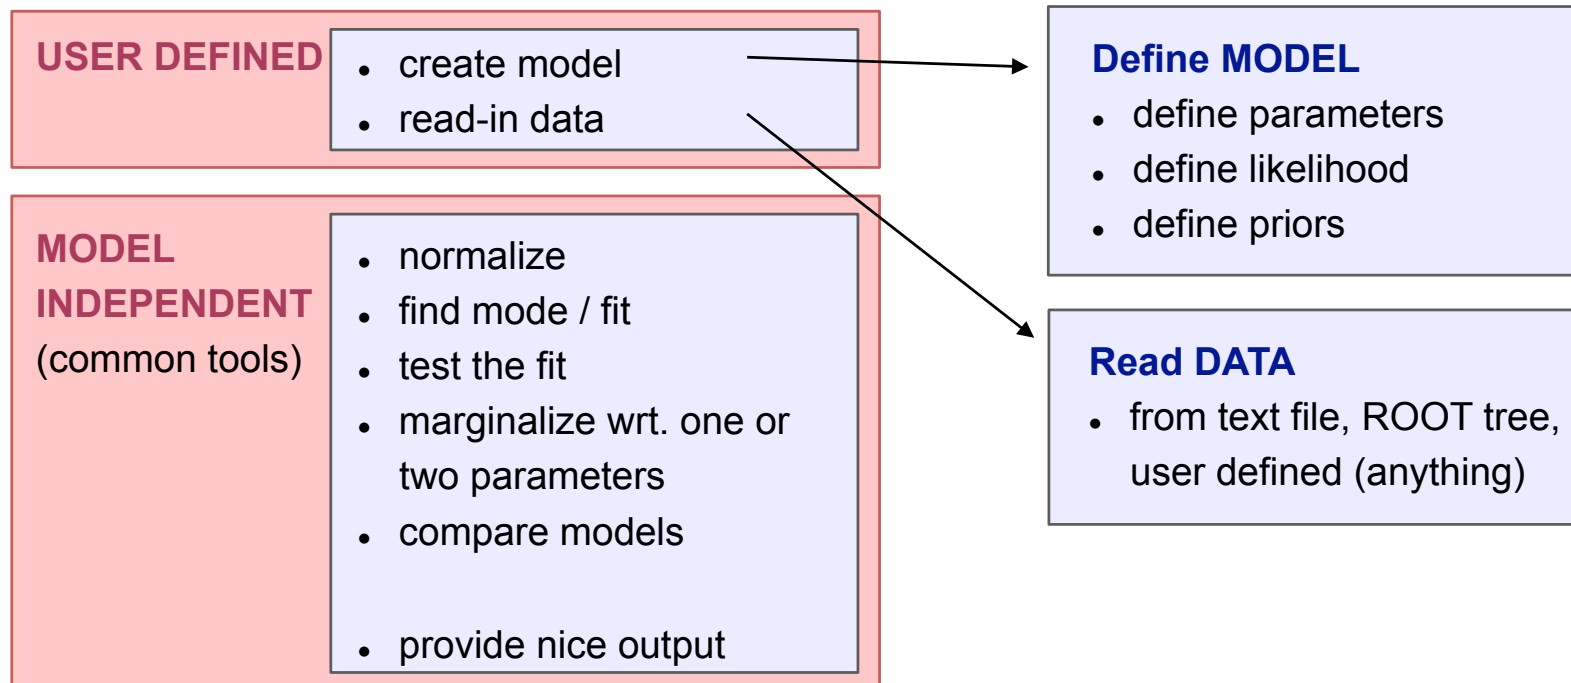 USER DEFINED
• create model
• read-in data
MODEL
INDEPENDENT
(common tools)
• normalize
• find mode / fit
• test the fit
• marginalize wrt. one or
two parameters
• compare models
• provide nice output
Define MODEL
• define parameters
• define likelihood
• define priors
Read DATA
• from text file, ROOT tree,
user defined (anything)